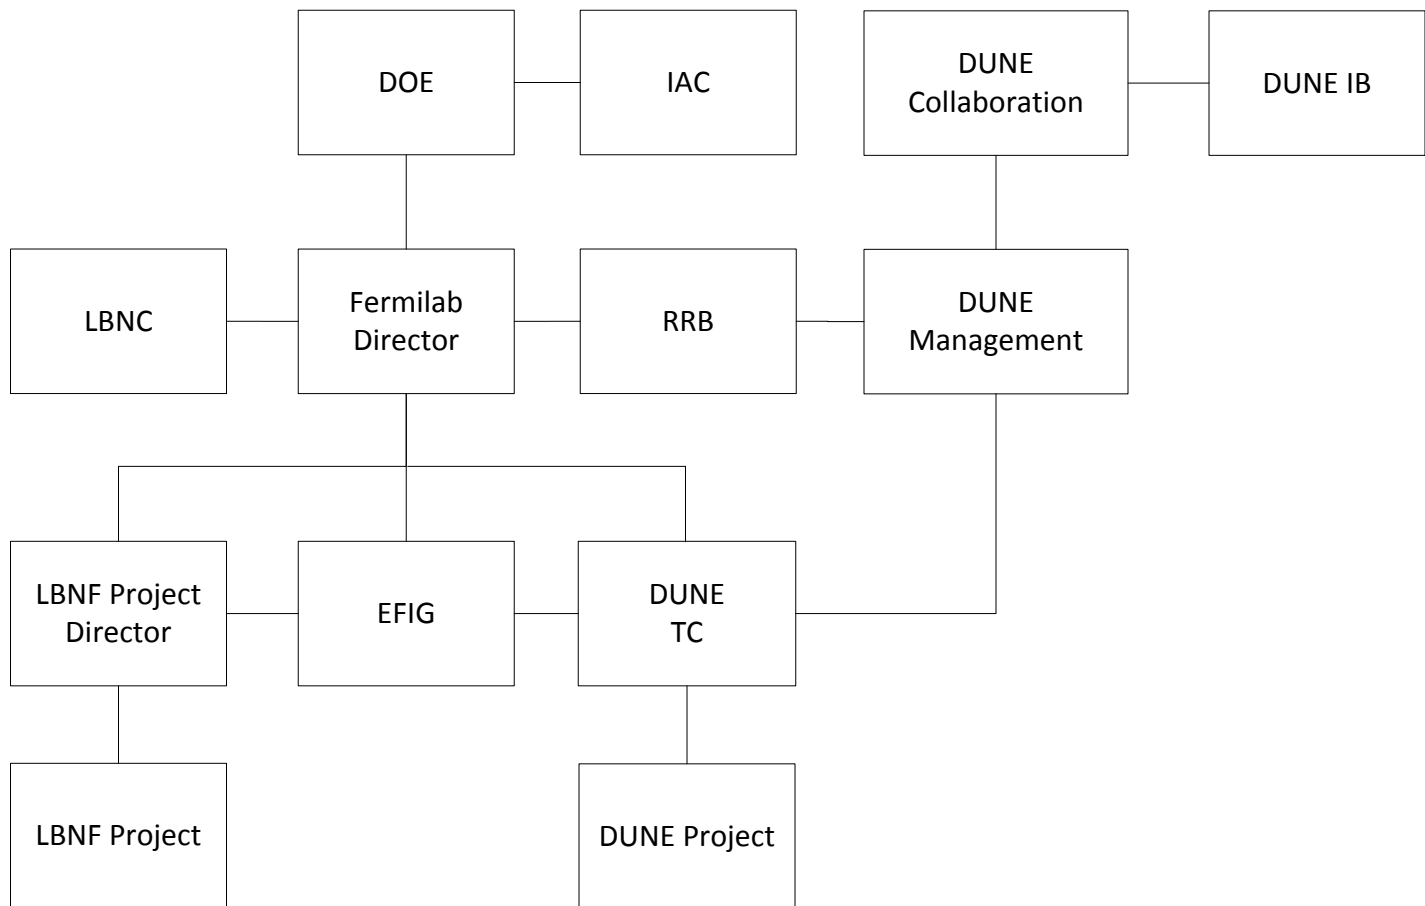 DOE
IAC
DUNE
Collaboration
DUNE IB
LBNC
Fermilab
Director
RRB
DUNE
Management
LBNF Project
Director
EFIG
DUNE
TC
LBNF Project
DUNE Project